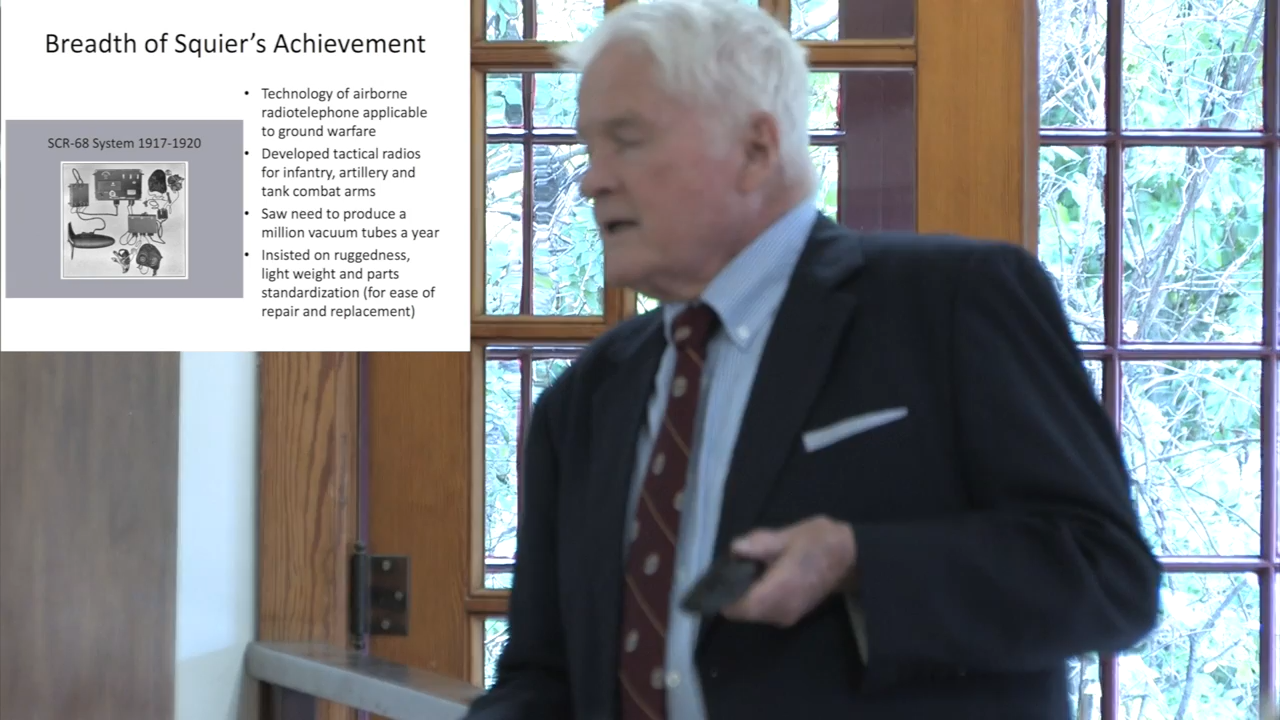 Breadth of Squier’s Achievement
SCR-68 System 1917-1920
• Technology of airborne
radiotelephone applicable
to ground warfare
• Developed tactical radios
for infantry, artillery and
tank combat arms
• Saw need to produce a
million vacuum tubes a year
• Insisted on ruggedness,
light weight and parts
standardization (for ease of
repair and replacement)